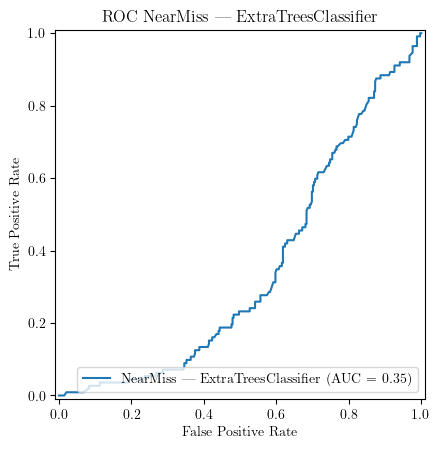 ROC NearMiss — ExtraTreesClassifier
True Positive Rate
1.0
0.8
0.6
0.4
0.2
0.0
NearMiss — ExtraTreesClassifier (AUC = 0.35)
0.0 0.2 0.4 0.6 0.8 1.0
False Positive Rate